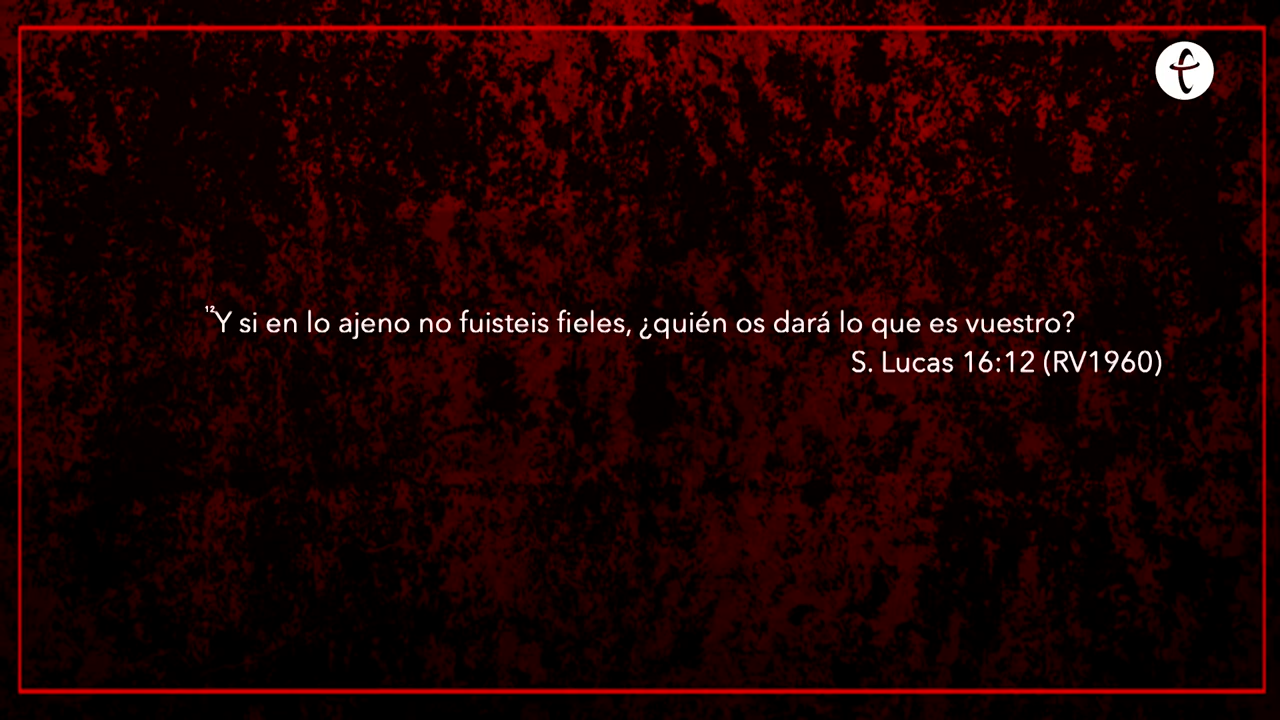 ¹²Y si en lo ajeno no fuisteis fieles, ¿quién os dará lo que es vuestro?
S. Lucas 16:12 (RV1960)